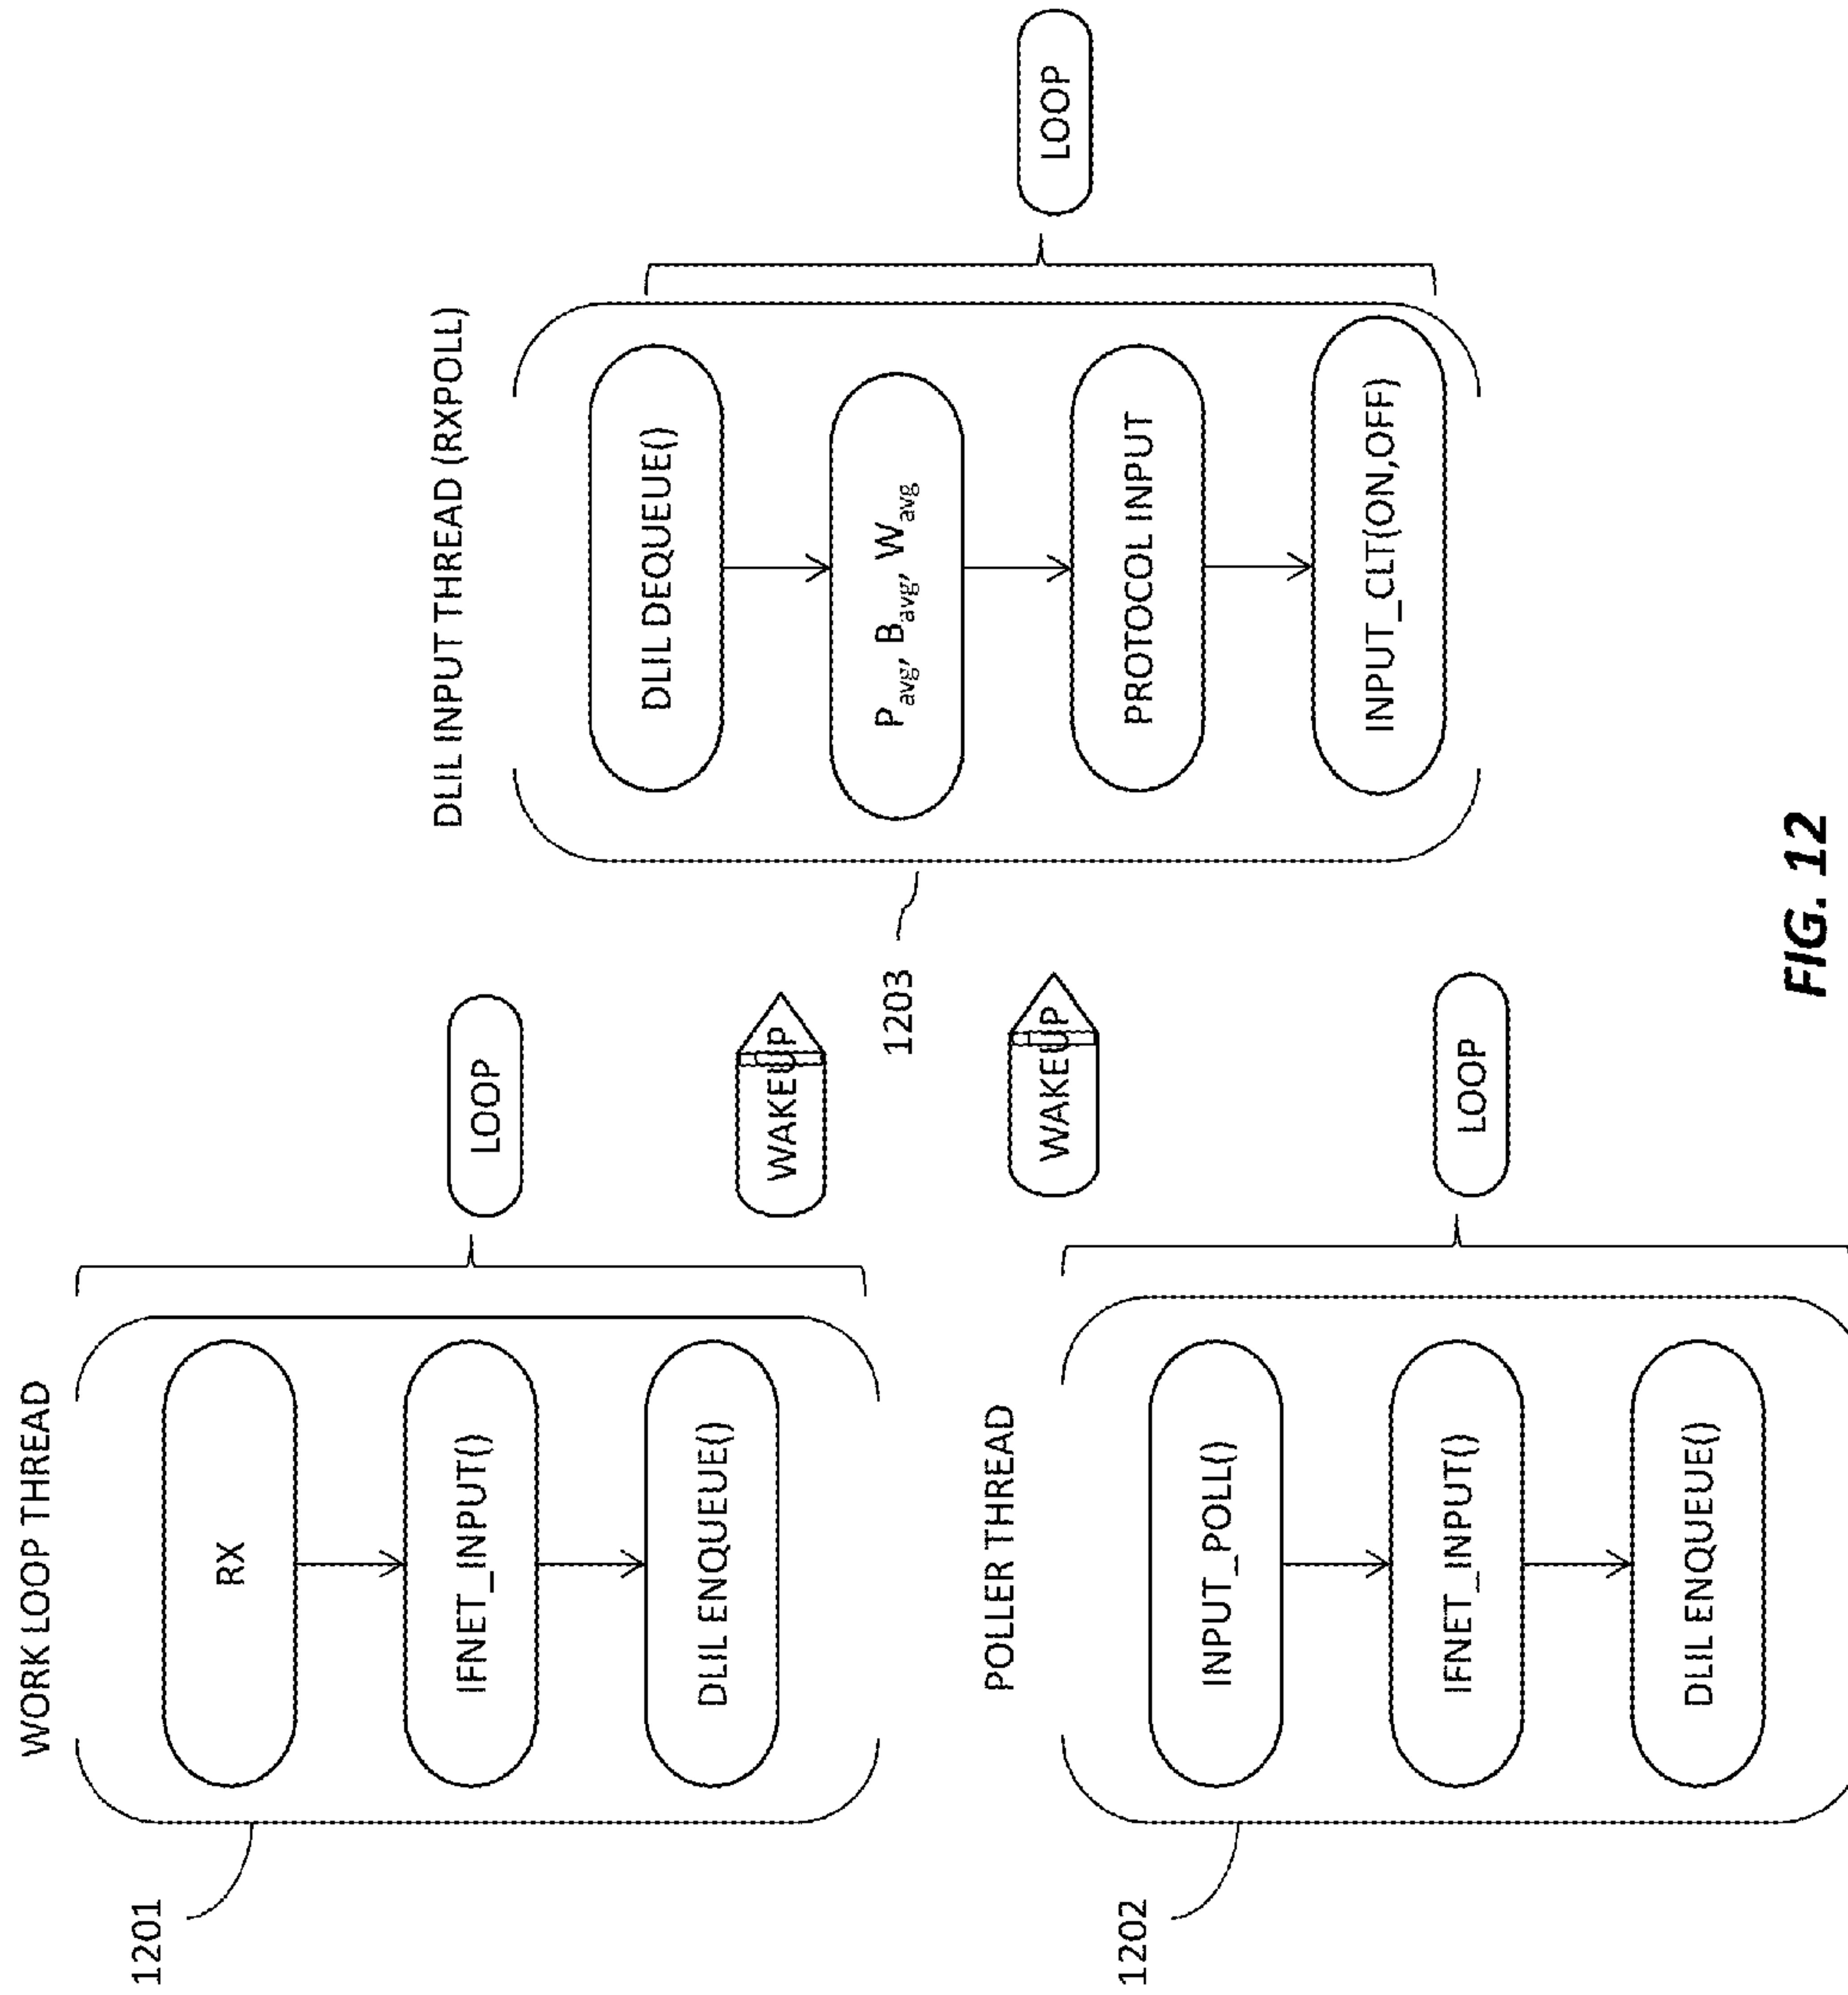 WORK LOOP THREAD
1201
RX
IFNET_INPUT()
DLIL ENQUEUE()
LOOP
WAKEUP
POLLER THREAD
1202
INPUT_POLL()
IFNET_INPUT()
DLIL ENQUEUE()
LOOP
WAKEUP
DLIL INPUT THREAD (RXPOLL)
1203
DLIL DEQUEUE()
Pavg, Bavg, Wavg
PROTOCOL INPUT
INPUT_CLT(ON,OFF)
LOOP
FIG. 12